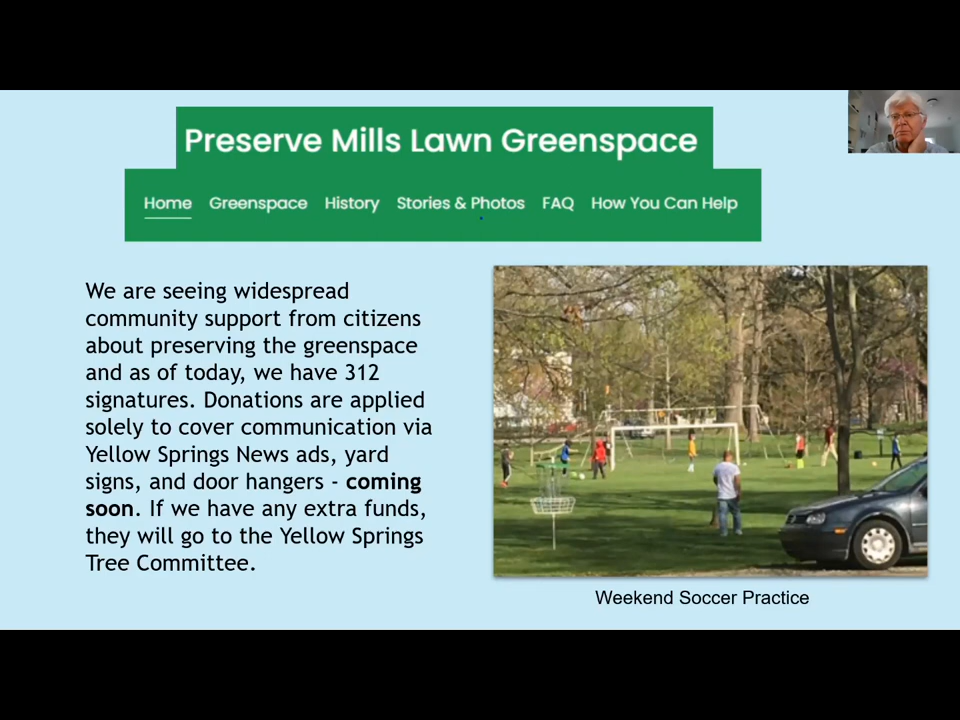 Preserve Mills Lawn Greenspace
Home Greenspace History Stories & Photos FAQ How You Can Help
We are seeing widespread
community support from citizens
about preserving the greenspace
and as of today, we have 312
signatures. Donations are applied
solely to cover communication via
Yellow Springs News ads, yard
signs, and door hangers - coming
soon. If we have any extra funds,
they will go to the Yellow Springs
Tree Committee.
Weekend Soccer Practice